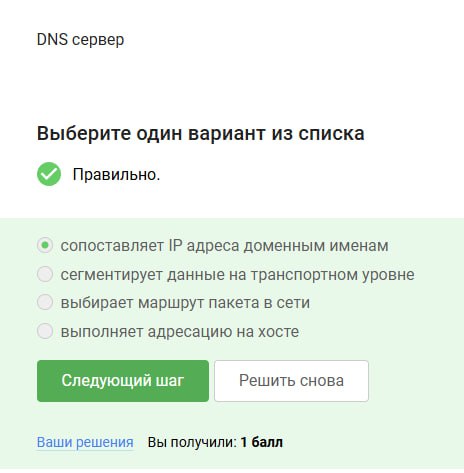 DNS сервер
Выберите один вариант из списка
Правильно.
сопоставляет IP адреса доменным именам
сегментирует данные на транспортном уровне
выбирает маршрут пакета в сети
выполняет адресацию на хосте
Следующий шаг Решить снова
Ваши решения Вы получили: 1 балл